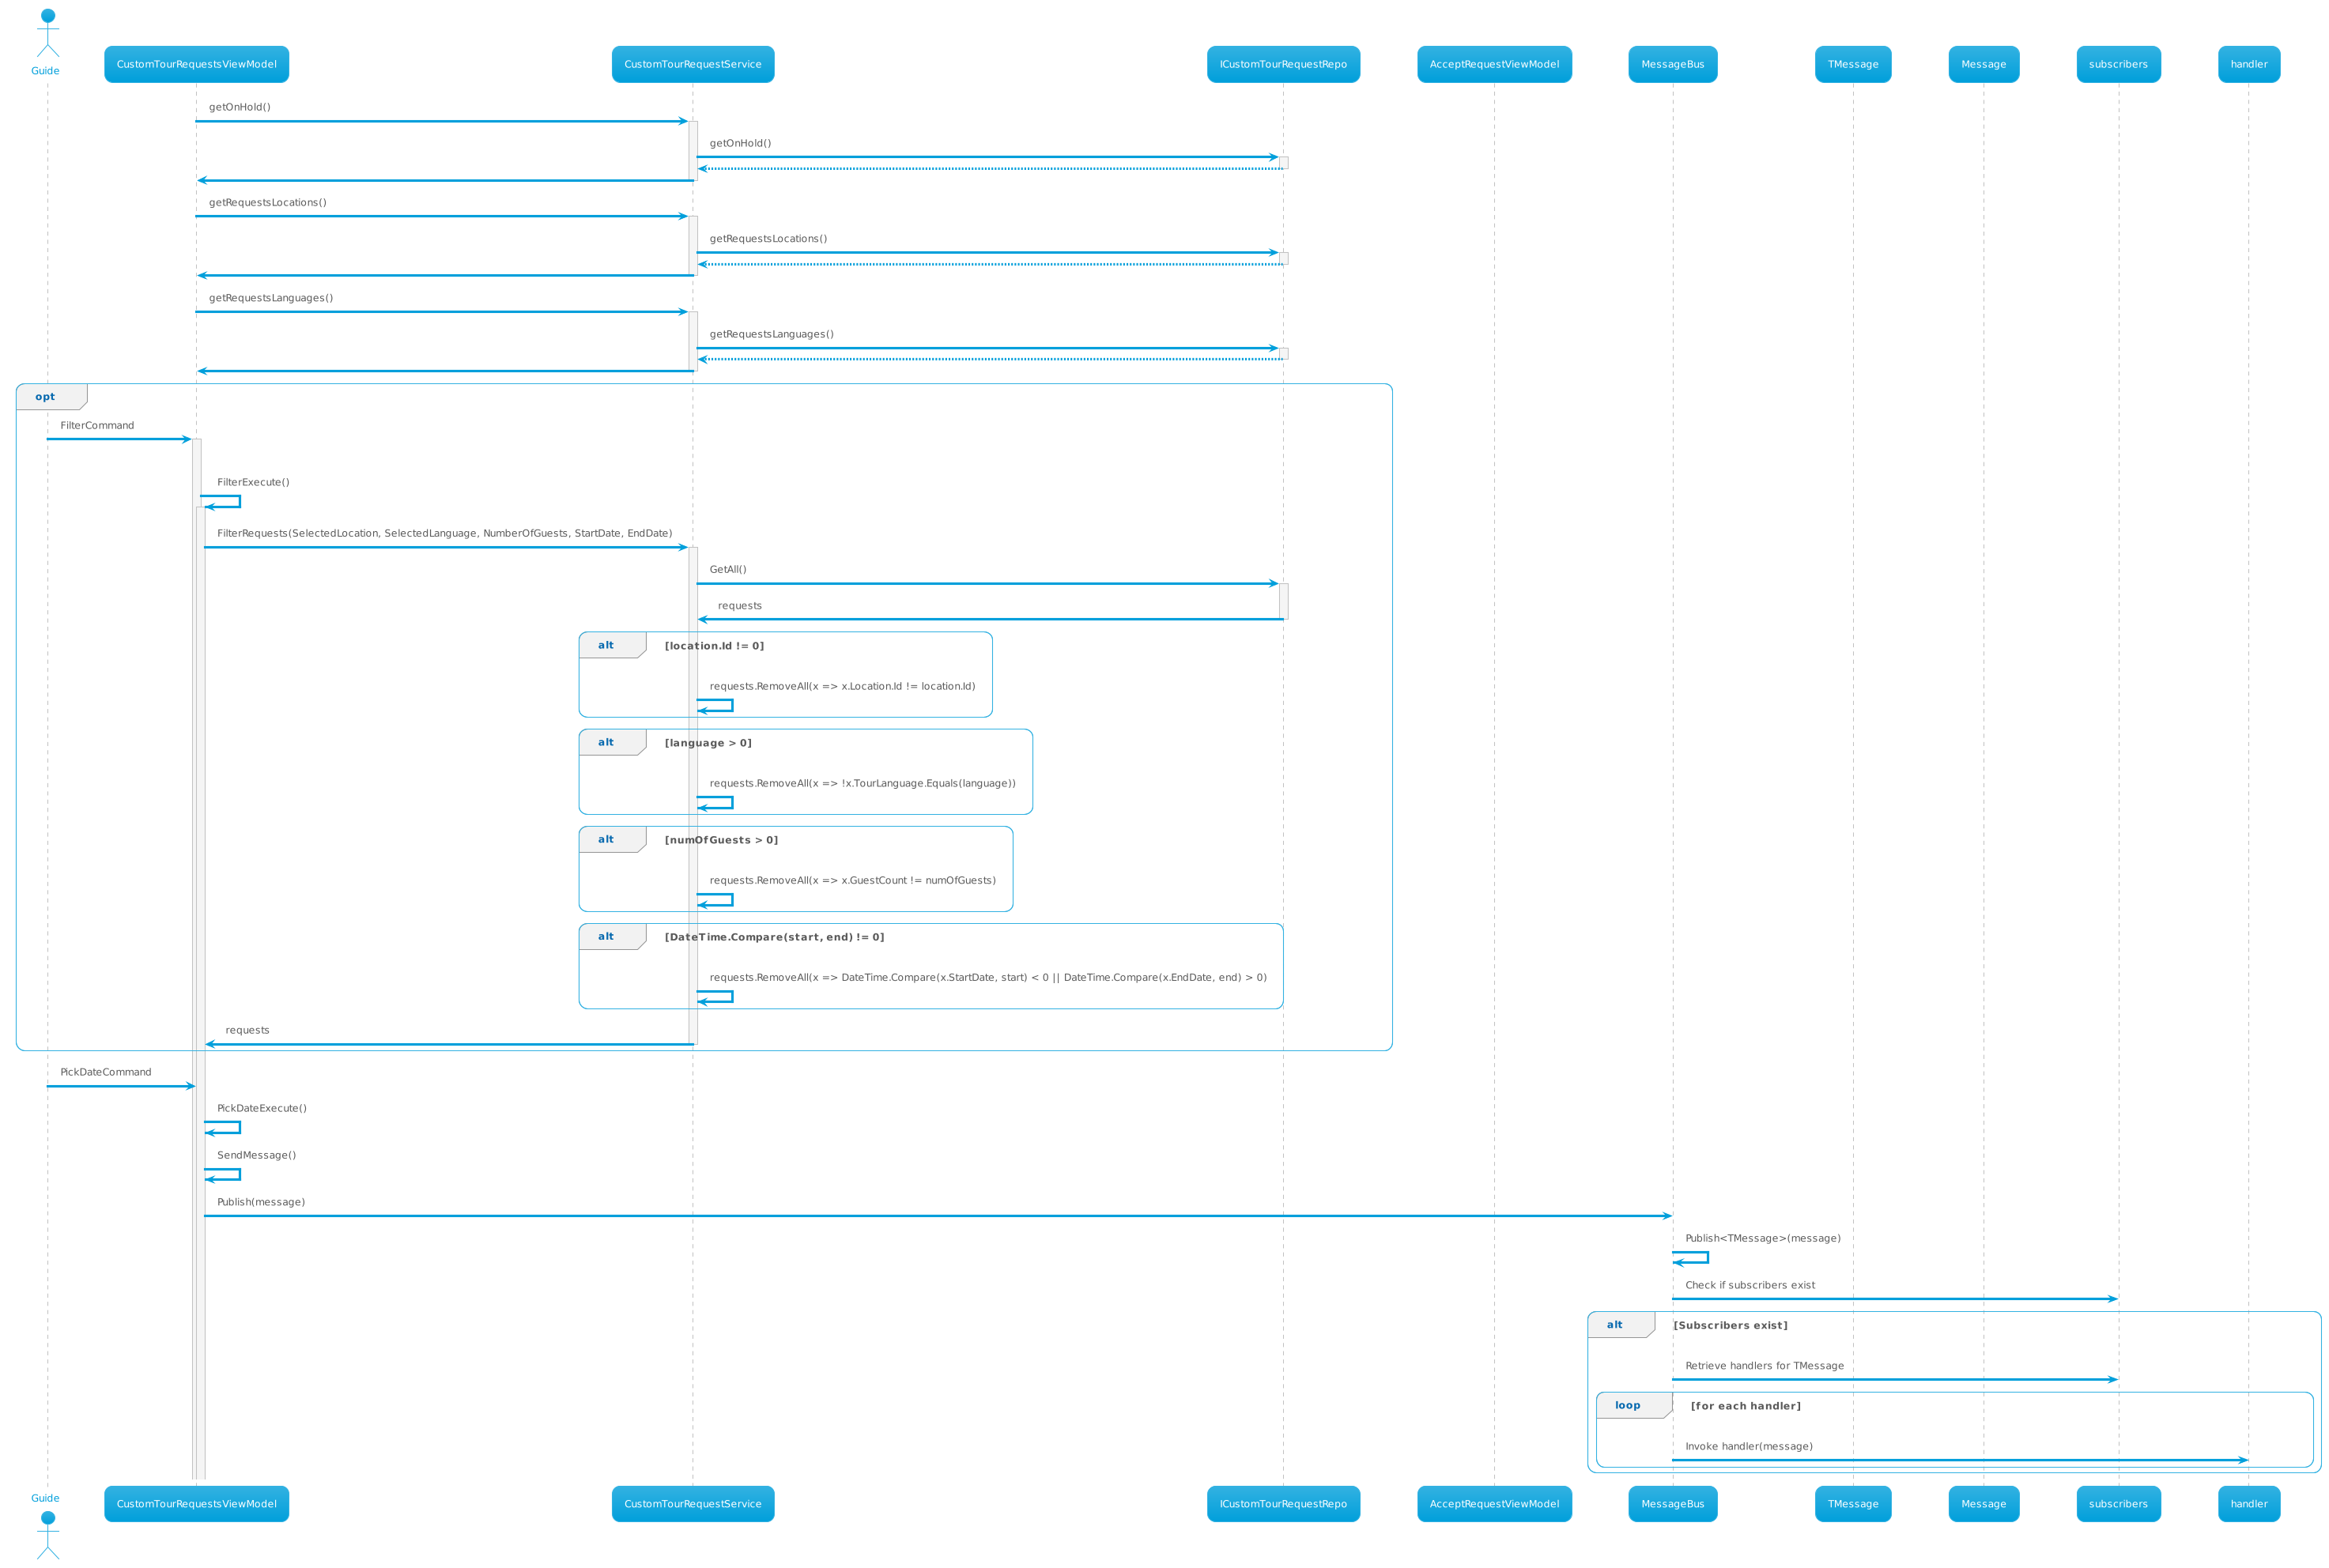 Guide
CustomTourRequestsViewModel
CustomTourRequestService
ICustomTourRequestRepo
AcceptRequestViewModel
MessageBus
TMessage
Message
subscribers
handler
getOnHold()
getOnHold()
getRequestsLocations()
getRequestsLocations()
getRequestsLanguages()
getRequestsLanguages()
opt
FilterCommand
FilterExecute()
FilterRequests(SelectedLocation, SelectedLanguage, NumberOfGuests, StartDate, EndDate)
GetAll()
requests
alt [location.Id != 0]
requests.RemoveAll(x => x.Location.Id != location.Id)
alt [language > 0]
requests.RemoveAll(x => !x.TourLanguage.Equals(language))
alt [numOfGuests > 0]
requests.RemoveAll(x => x.GuestCount != numOfGuests)
alt [DateTime.Compare(start, end) != 0]
requests.RemoveAll(x => DateTime.Compare(x.StartDate, start) < 0 || DateTime.Compare(x.EndDate, end) > 0)
requests
PickDateCommand
PickDateExecute()
SendMessage()
Publish(message)
Publish<TMessage>(message)
Check if subscribers exist
alt [Subscribers exist]
Retrieve handlers for TMessage
loop [for each handler]
Invoke handler(message)
Guide
CustomTourRequestsViewModel
CustomTourRequestService
ICustomTourRequestRepo
AcceptRequestViewModel
MessageBus
TMessage
Message
subscribers
handler